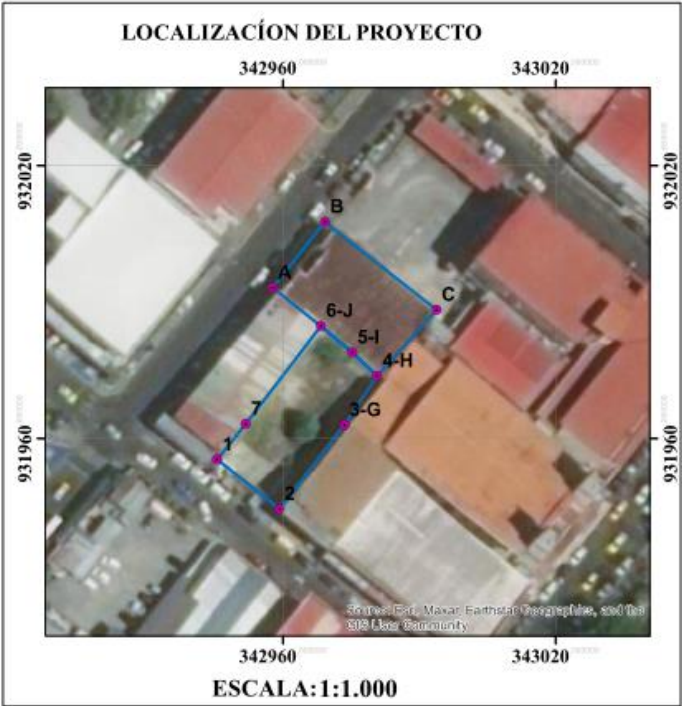 LOCALIZACÍON DEL PROYECTO
342960 343020
932020 932020
B
A
C
6-J
5-I
4-H
7
3-G
1
931960 931960
2
Source: Esri, Maxar, Earthstar Geographics, and the
GIS User Community
342960 343020
ESCALA:1:1.000